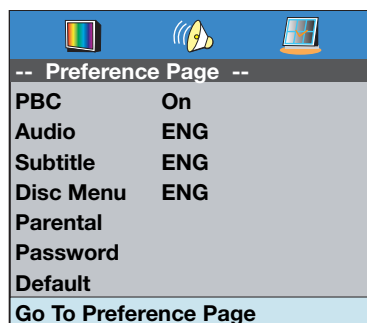 -- Preference Page --
PBC On
Audio ENG
Subtitle ENG
Disc Menu ENG
Parental
Password
Default
Go To Preference Page